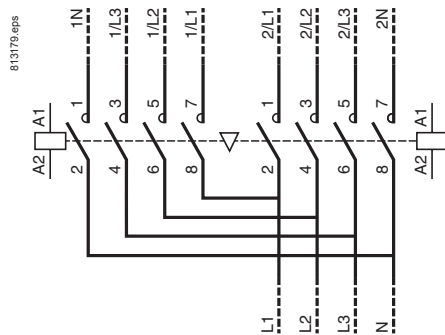 813179.eps
1N 1/L3 1/L2 1/L1 2/L1 2/L2 2/L3 2N
A1 1 3 5 7 1 3 5 7 A1
A2 2 4 6 8 2 4 6 8 A2
L1 L2 L3 N